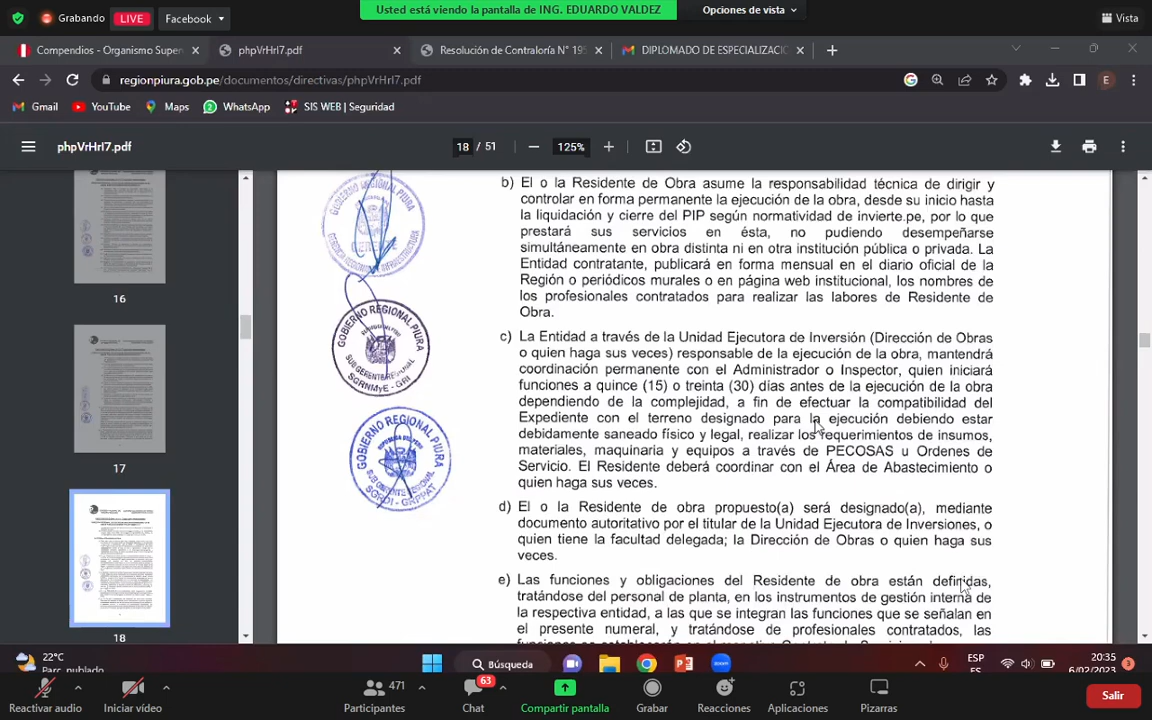 Grabando
LIVE
Facebook
Usted está viendo la pantalla de ING. EDUARDO VALDEZ
Opciones de vista
Vista
Compendios - Organismo Super
phpVrHrI7.pdf
Resolución de Contraloría N° 195
DIPLOMADO DE ESPECIALIZACI
regionpiura.gob.pe/documentos/directivas/phpVrHrI7.pdf
E
Gmail
YouTube
Maps
WhatsApp
SIS WEB | Seguridad
phpVrHrI7.pdf
18 / 51
125%
16
17
18
GOBIERNO REGIONAL PIURA
GOBIERNO REGIONAL PIURA
GOBIERNO REGIONAL PIURA
b) El o la Residente de Obra asume la responsabilidad técnica de dirigir y
controlar en forma permanente la ejecución de la obra, desde su inicio hasta
la liquidación y cierre del PIP según normatividad de invierte.pe, por lo que
prestará sus servicios en ésta, no pudiendo desempeñarse
simultáneamente en obra distinta ni en otra institución pública o privada. La
Entidad contratante, publicará en forma mensual en el diario oficial de la
Región o periódicos murales o en página web institucional, los nombres de
los profesionales contratados para realizar las labores de Residente de
Obra.
c) La Entidad a través de la Unidad Ejecutora de Inversión (Dirección de Obras
o quien haga sus veces) responsable de la ejecución de la obra, mantendrá
coordinación permanente con el Administrador o Inspector, quien iniciará
funciones a quince (15) o treinta (30) días antes de la ejecución de la obra
dependiendo de la complejidad, a fin de efectuar la compatibilidad del
Expediente con el terreno designado para la ejecución debiendo estar
debidamente saneado físico y legal, realizar los requerimientos de insumos,
materiales, maquinaria y equipos a través de PECOSAS u Ordenes de
Servicio. El Residente deberá coordinar con el Área de Abastecimiento o
quien haga sus veces.
d) El o la Residente de obra propuesto(a) será designado(a), mediante
documento autoritativo por el titular de la Unidad Ejecutora de Inversiones, o
quien tiene la facultad delegada; la Dirección de Obras o quien haga sus
veces.
e) Las funciones y obligaciones del Residente de obra están definidas,
tratándose del personal de planta, en los instrumentos de gestión interna de
la respectiva entidad, a las que se integran las funciones que se señalan en
el presente numeral, y tratándose de profesionales contratados, las
22°C
Parc. nublado
Búsqueda
ESP
ES
20:35
6/02/2023
3
Reactivar audio
Iniciar vídeo
471
Participantes
63
Chat
Compartir pantalla
Grabar
Reacciones
Aplicaciones
Pizarras
Salir